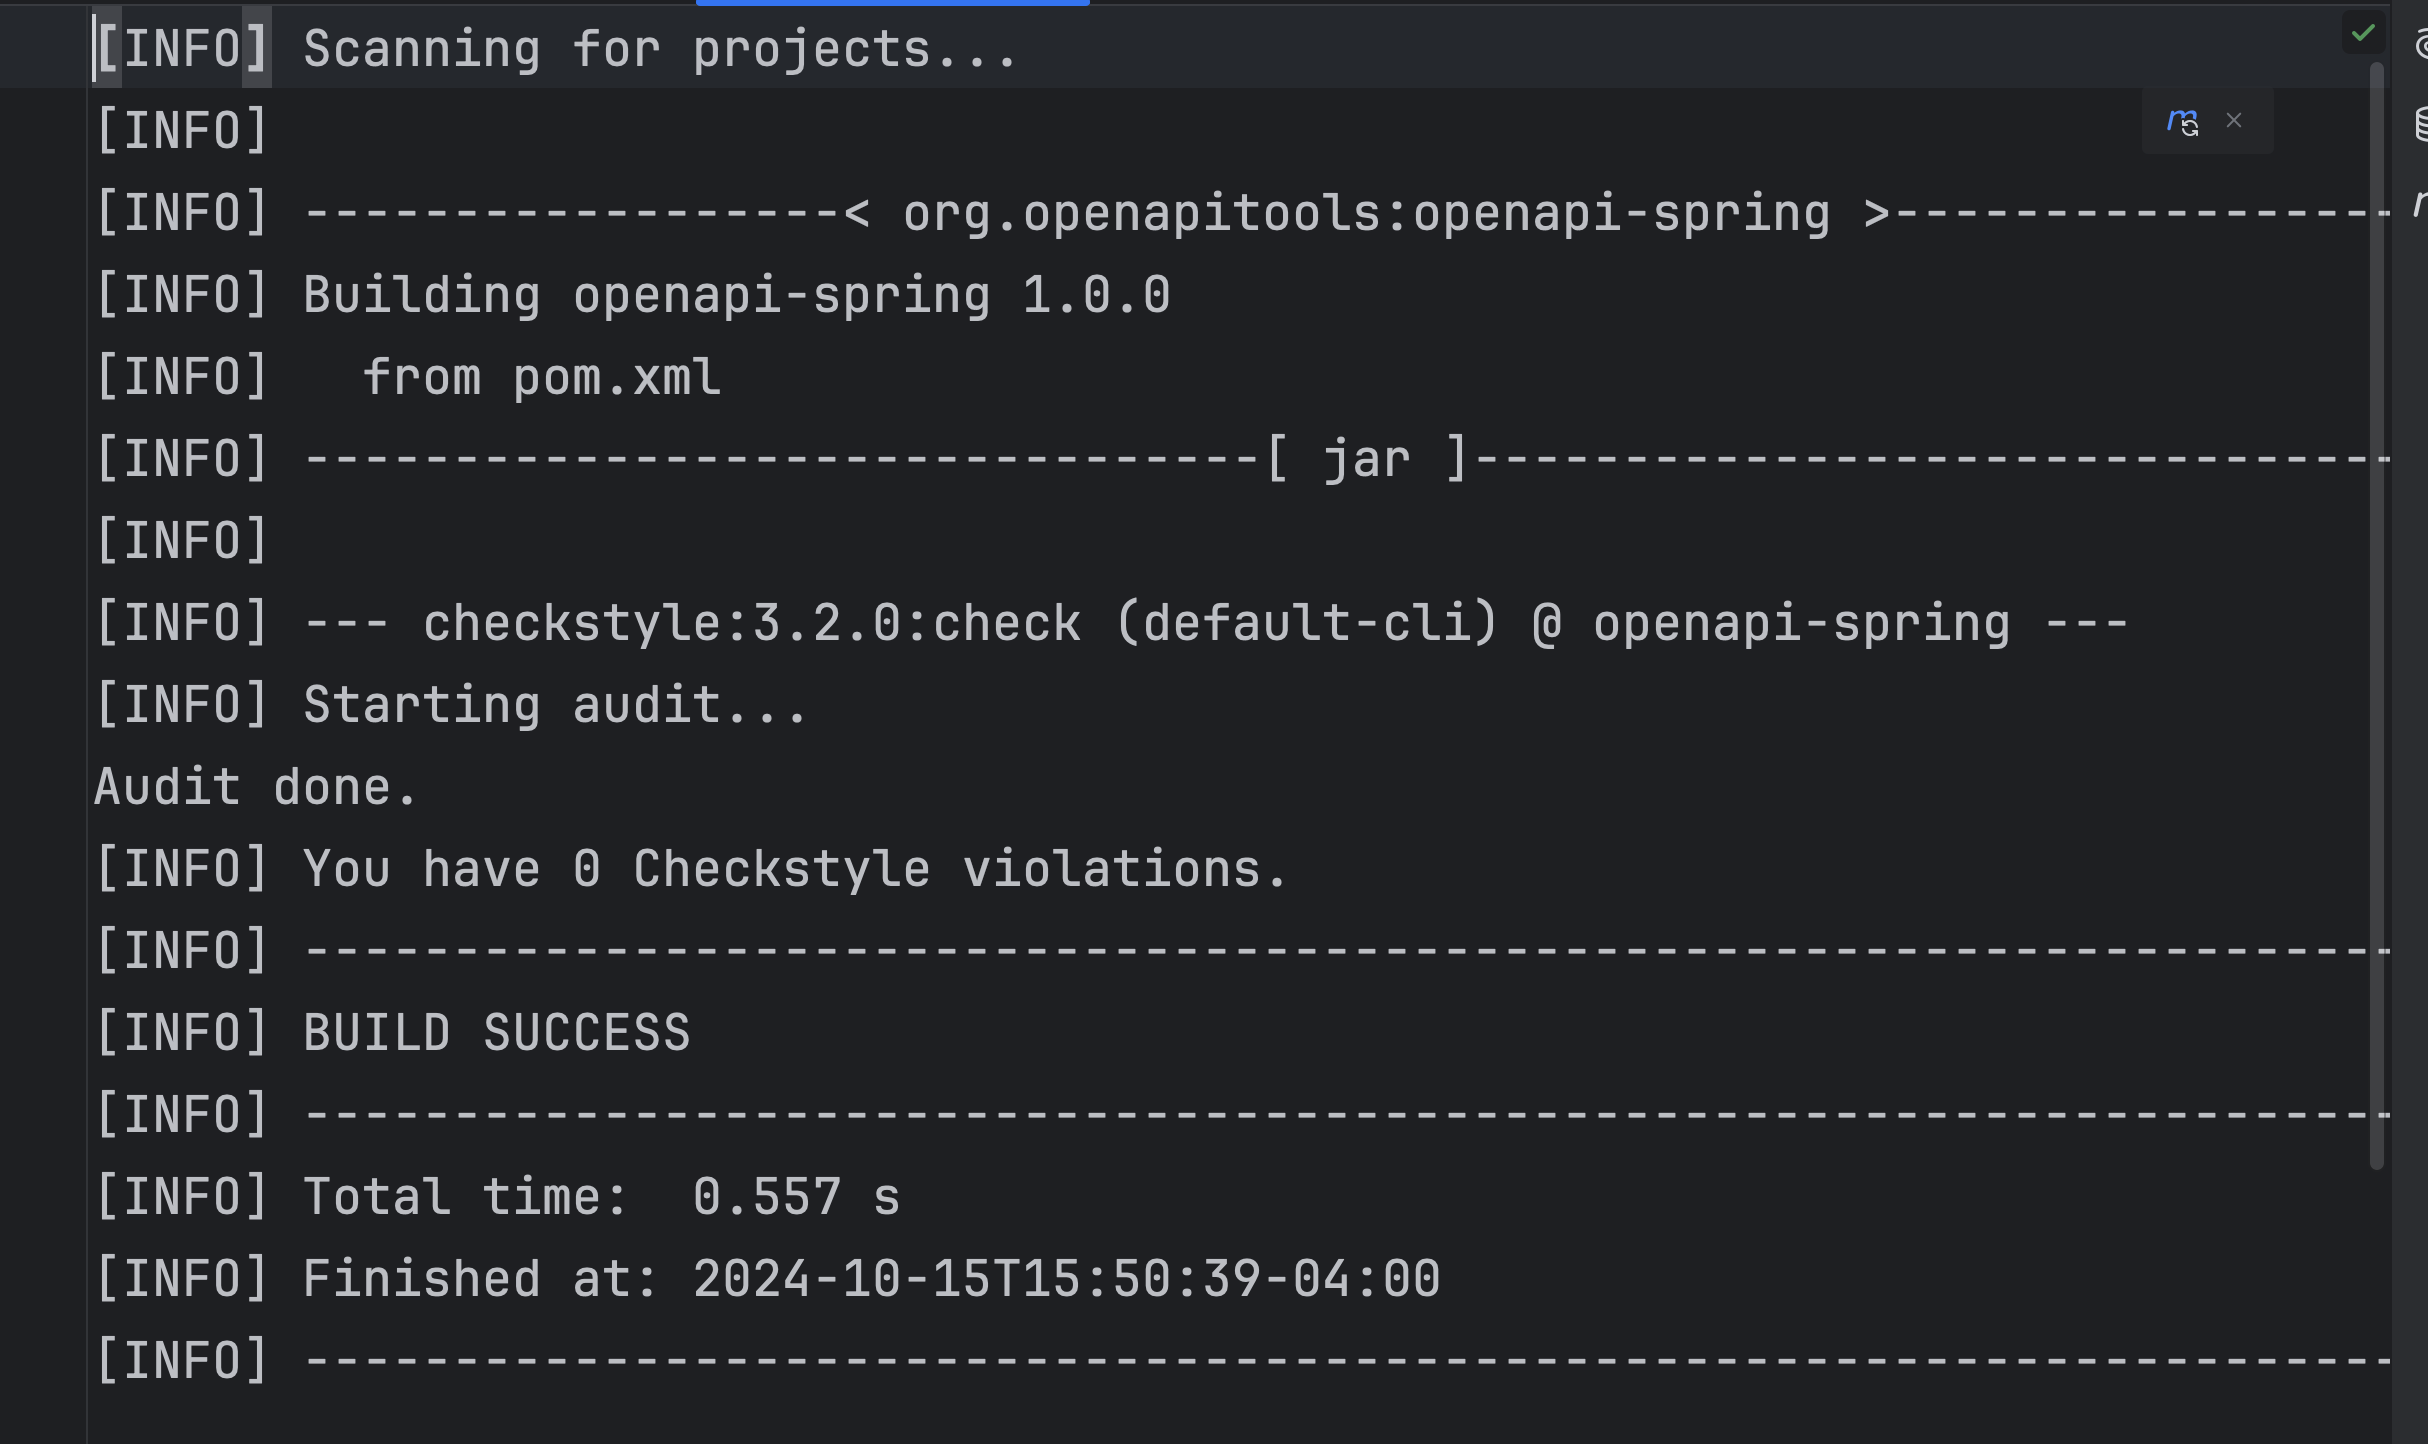 [INFO] Scanning for projects...
[INFO]
[INFO] ------------------< org.openapitools:openapi-spring >-----------------
[INFO] Building openapi-spring 1.0.0
[INFO]   from pom.xml
[INFO] --------------------------------[ jar ]-------------------------------
[INFO]
[INFO] --- checkstyle:3.2.0:check (default-cli) @ openapi-spring ---
[INFO] Starting audit...
Audit done.
[INFO] You have 0 Checkstyle violations.
[INFO] ----------------------------------------------------------------------
[INFO] BUILD SUCCESS
[INFO] ----------------------------------------------------------------------
[INFO] Total time:  0.557 s
[INFO] Finished at: 2024-10-15T15:50:39-04:00
[INFO] ----------------------------------------------------------------------